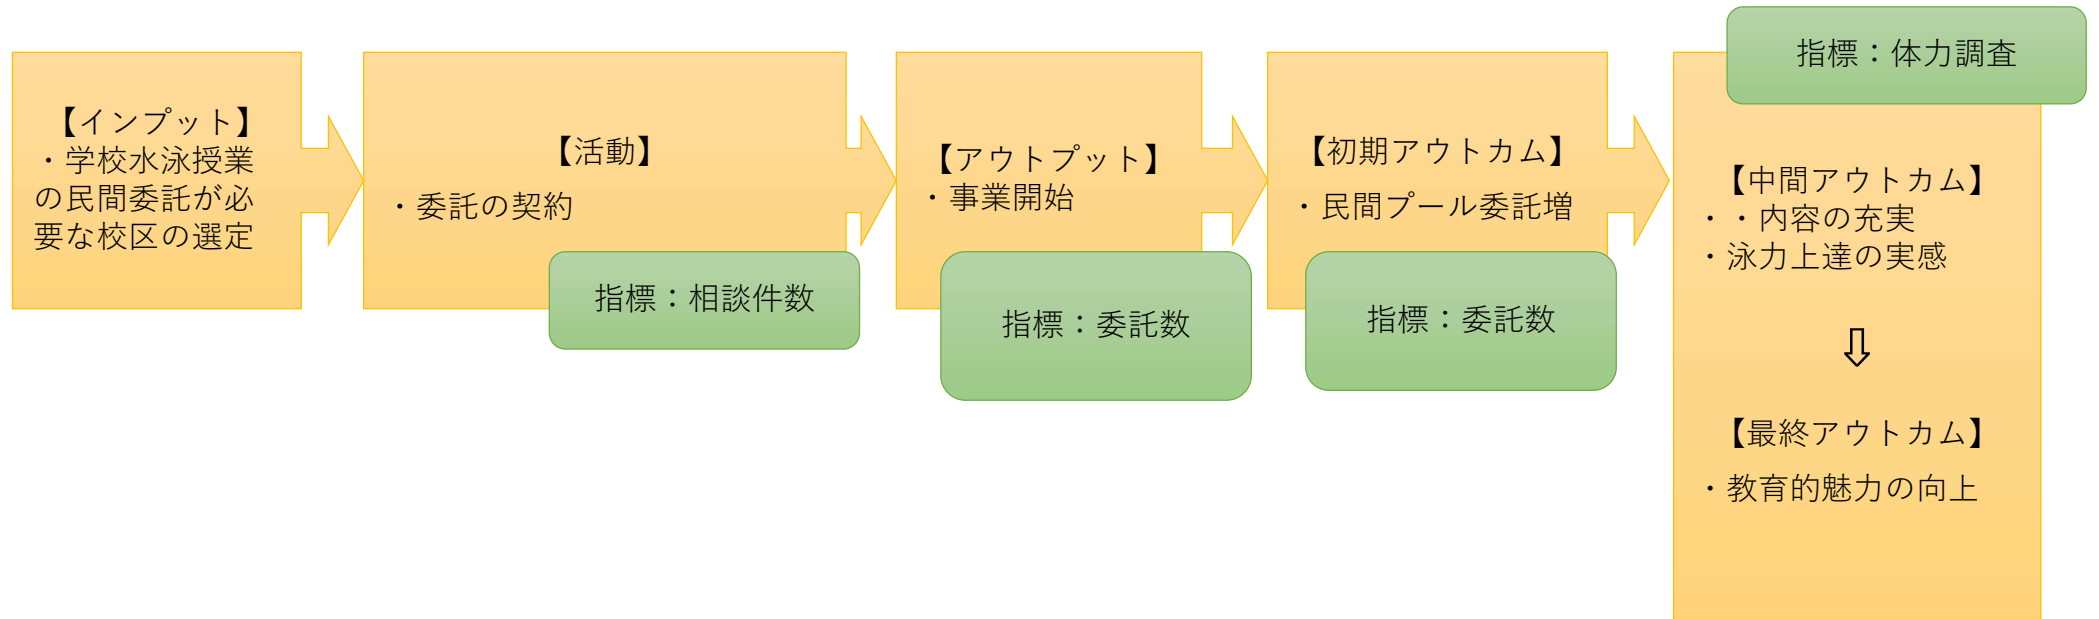 【インプット】
・学校水泳授業
の民間委託が必
要な校区の選定
【活動】
・委託の契約
指標：相談件数
【アウトプット】
・事業開始
指標：委託数
【初期アウトカム】
・民間プール委託増
指標：委託数
指標：体力調査
【中間アウトカム】
・・内容の充実
・泳力上達の実感
⇩
【最終アウトカム】
・教育的魅力の向上